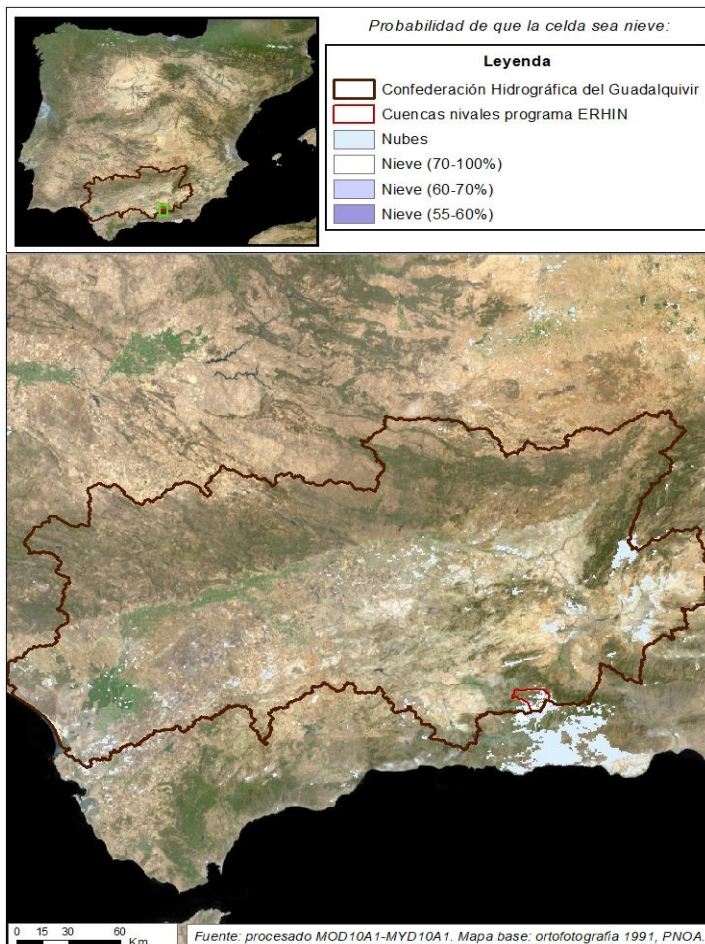 Probabilidad de que la celda sea nieve:
Leyenda
Confederación Hidrográfica del Guadalquivir
Cuencas nivales programa ERHIN
Nubes
Nieve (70-100%)
Nieve (60-70%)
Nieve (55-60%)
0 15 30 60
Km
Fuente: procesado MOD10A1-MYD10A1. Mapa base: ortofotografía 1991, PNOA.